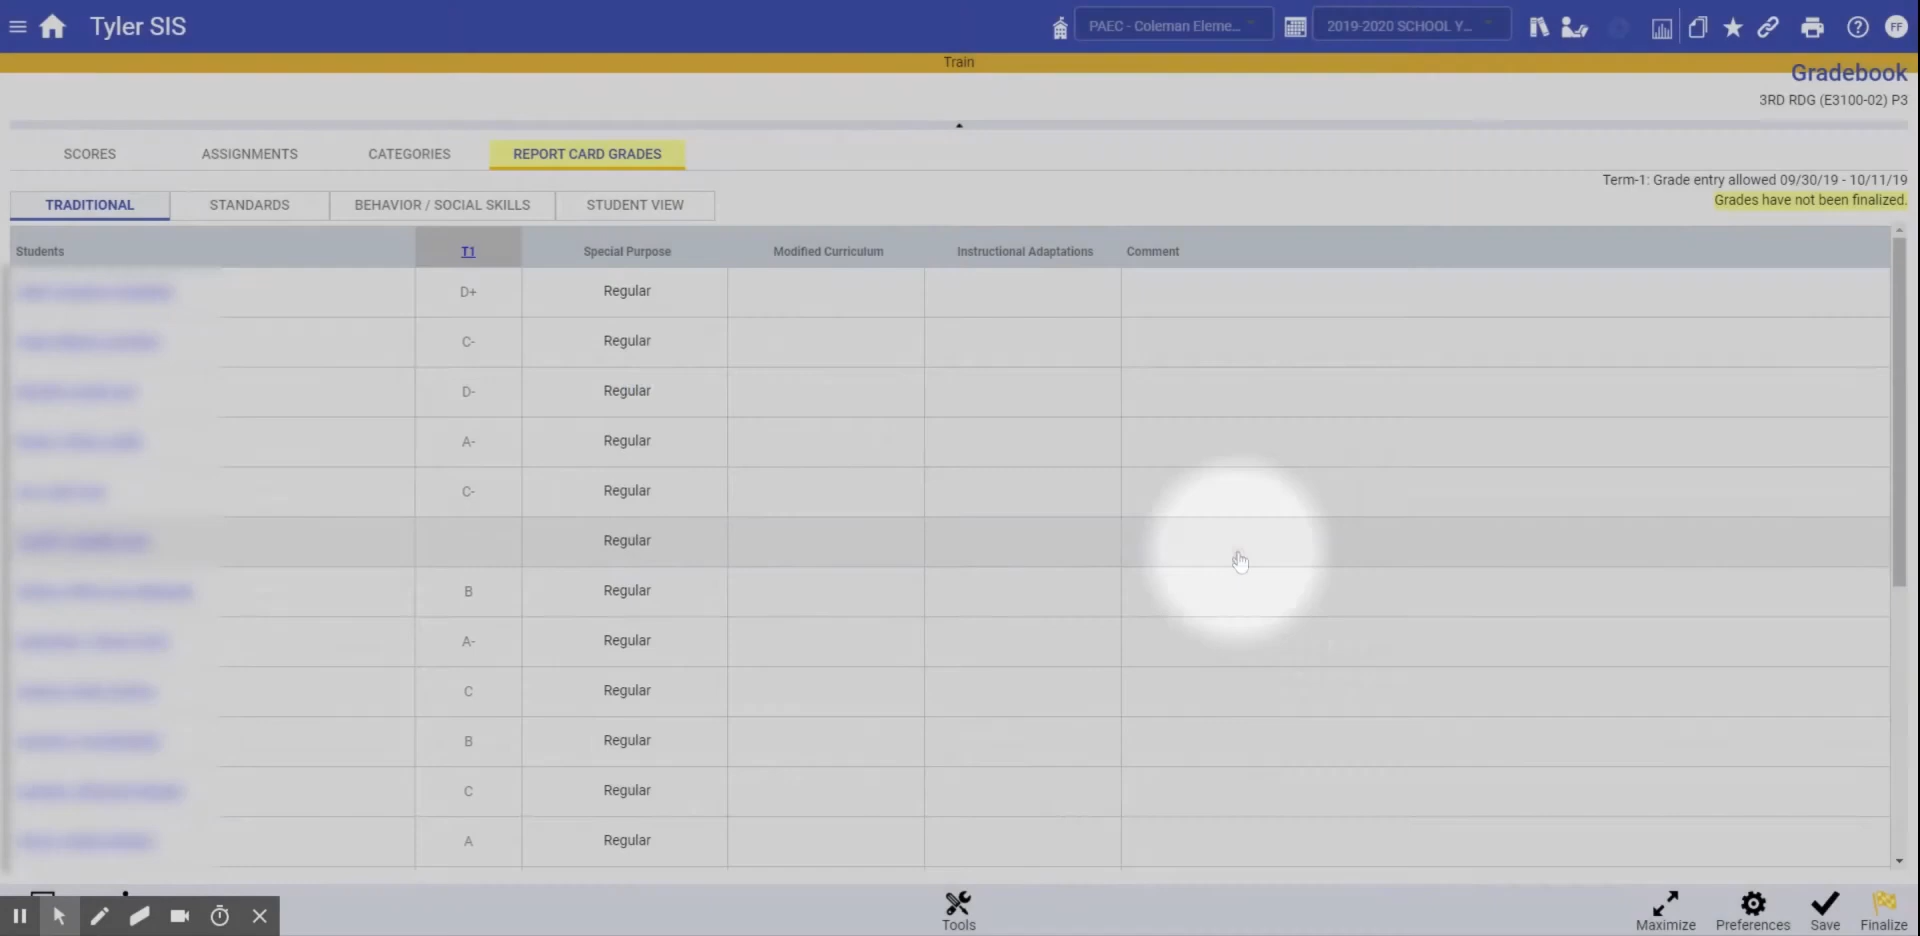 Tyler SIS
PAEC - Coleman Eleme...
2019-2020 SCHOOL Y...
FF
Train
Gradebook
3RD RDG (E3100-02) P3
SCORES
ASSIGNMENTS
CATEGORIES
REPORT CARD GRADES
Term-1: Grade entry allowed 09/30/19 - 10/11/19
Grades have not been finalized.
TRADITIONAL
STANDARDS
BEHAVIOR / SOCIAL SKILLS
STUDENT VIEW
Students T1 Special Purpose Modified Curriculum Instructional Adaptations Comment
D+ Regular
C- Regular
D- Regular
A- Regular
C- Regular
Regular
B Regular
A- Regular
C Regular
B Regular
C Regular
A Regular
Tools
Maximize
Preferences
Save
Finalize